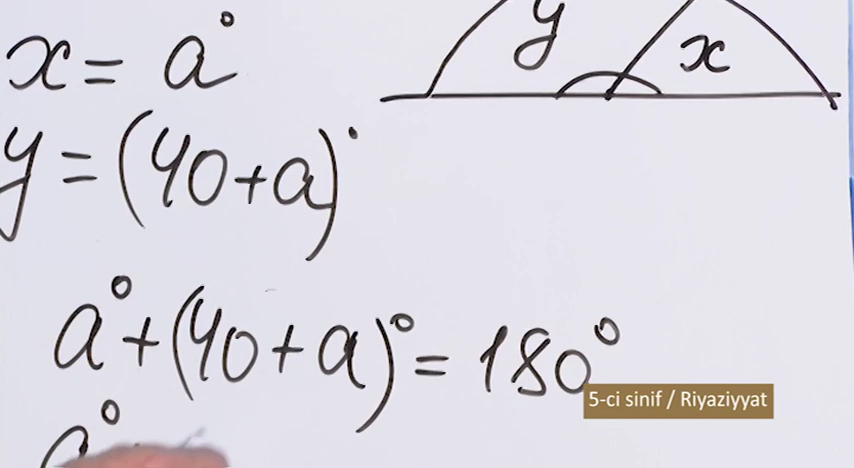 x = a°
y
x
y = (40+a)°
a° + (40+a)° = 180°
a°
5-ci sinif / Riyaziyyat